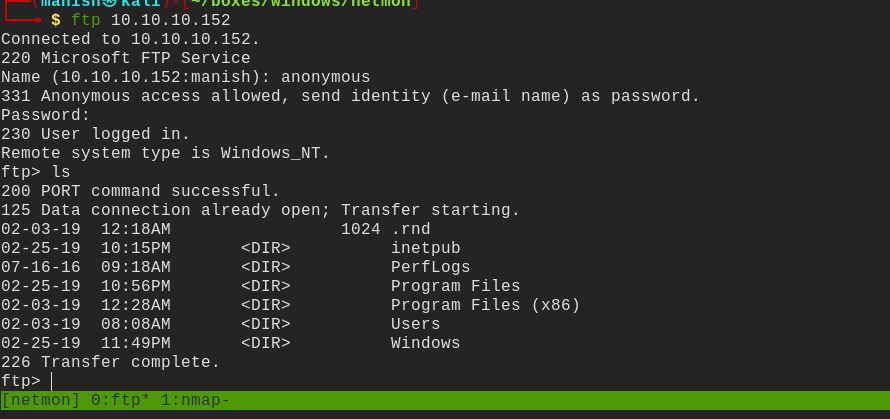 (manish㉿kali)-[~/boxes/windows/netmon]
$ ftp 10.10.10.152
Connected to 10.10.10.152.
220 Microsoft FTP Service
Name (10.10.10.152:manish): anonymous
331 Anonymous access allowed, send identity (e-mail name) as password.
Password:
230 User logged in.
Remote system type is Windows_NT.
ftp> ls
200 PORT command successful.
125 Data connection already open; Transfer starting.
02-03-19  12:18AM                 1024 .rnd
02-25-19  10:15PM       <DIR>          inetpub
07-16-16  09:18AM       <DIR>          PerfLogs
02-25-19  10:56PM       <DIR>          Program Files
02-03-19  12:28AM       <DIR>          Program Files (x86)
02-03-19  08:08AM       <DIR>          Users
02-25-19  11:49PM       <DIR>          Windows
226 Transfer complete.
ftp>
[netmon] 0:ftp* 1:nmap-